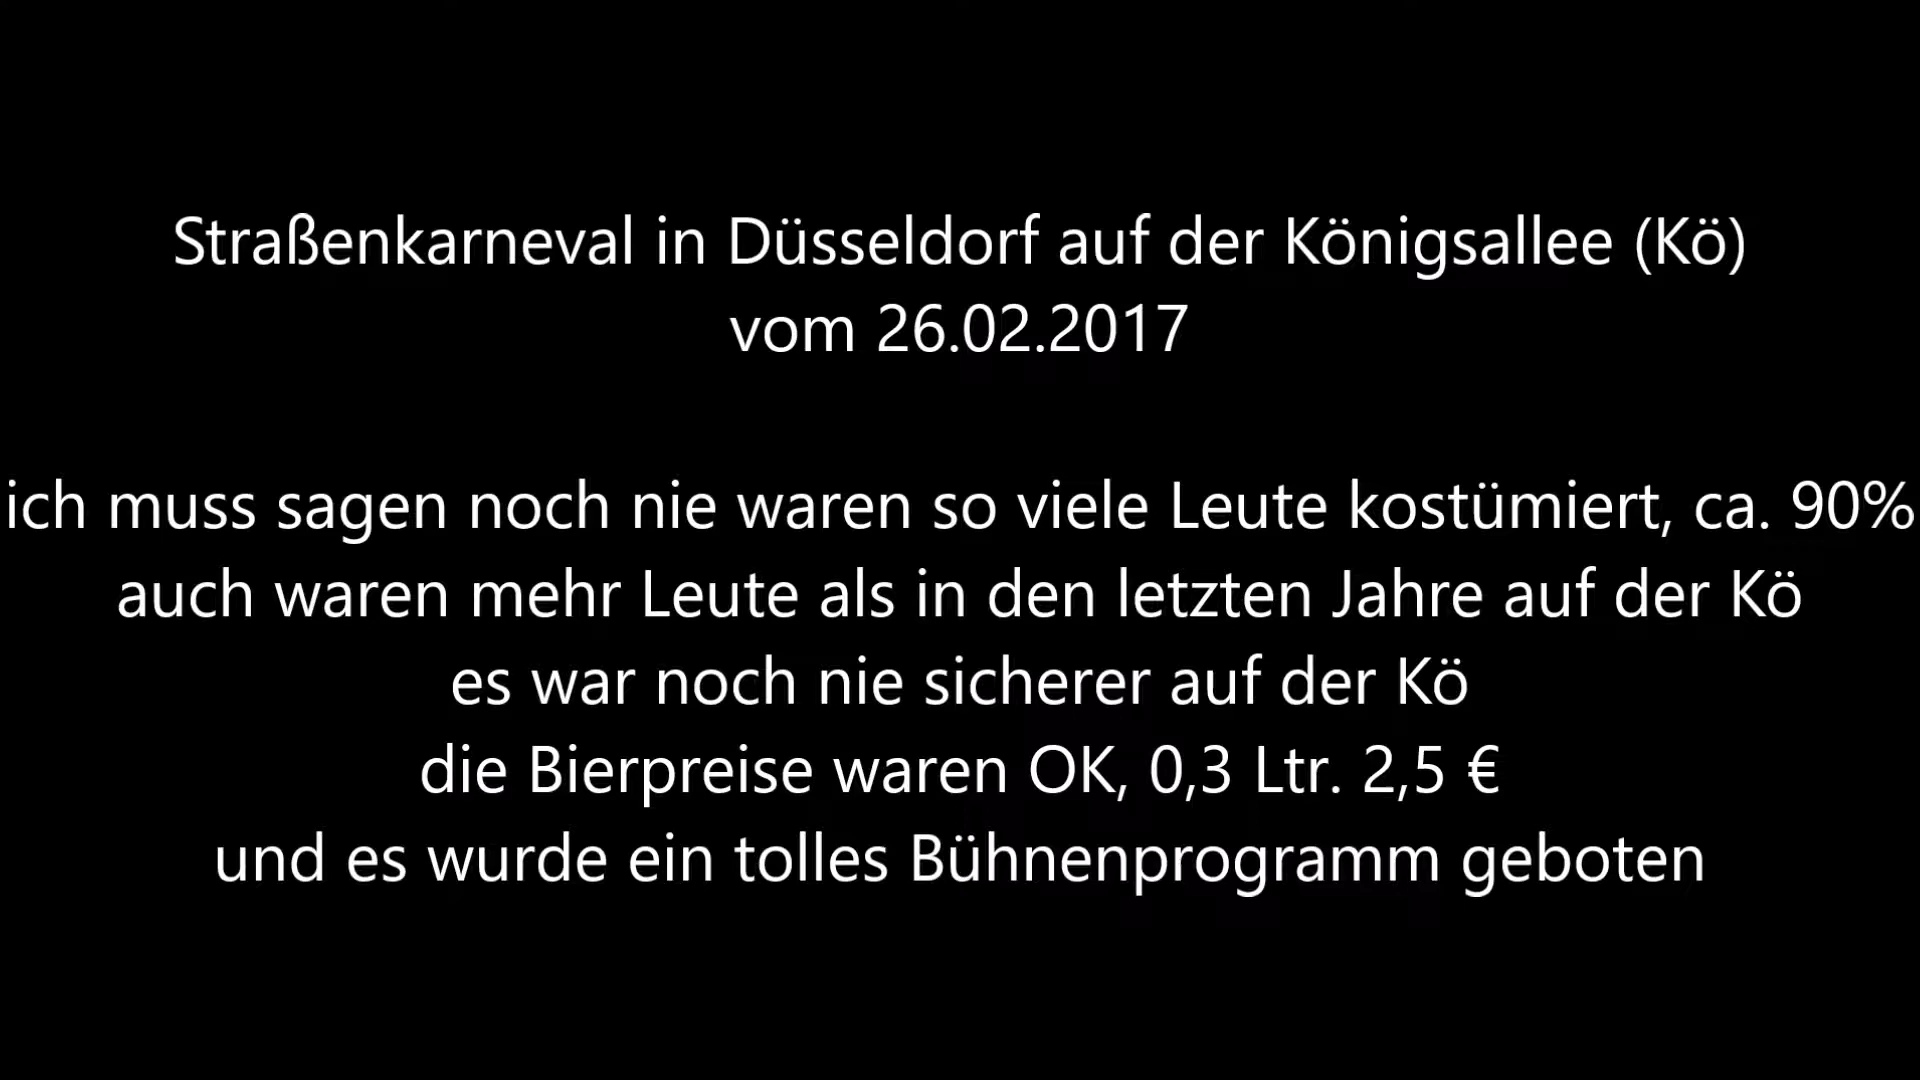 Straßenkarneval in Düsseldorf auf der Königsallee (Kö)
vom 26.02.2017
ich muss sagen noch nie waren so viele Leute kostümiert, ca. 90%
auch waren mehr Leute als in den letzten Jahre auf der Kö
es war noch nie sicherer auf der Kö
die Bierpreise waren OK, 0,3 Ltr. 2,5 €
und es wurde ein tolles Bühnenprogramm geboten